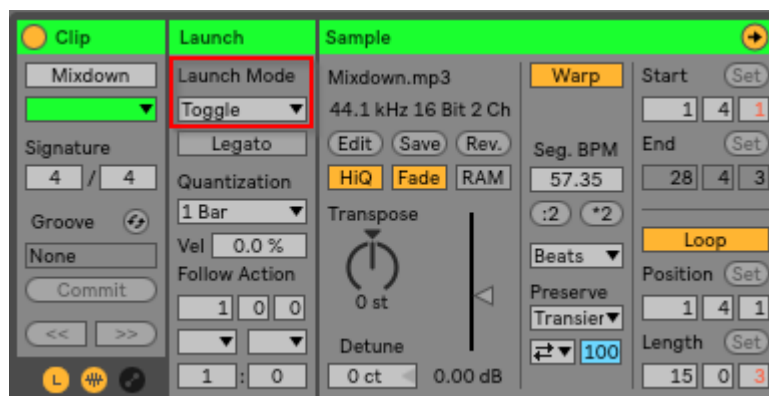 Clip
Mixdown
Signature
4 / 4
Groove
None
Commit
<< >>
L
Launch
Launch Mode
Toggle
Legato
Quantization
1 Bar
Vel 0.0 %
Follow Action
1 0 0
1 : 0
Sample
Mixdown.mp3
44.1 kHz 16 Bit 2 Ch
Edit Save Rev.
HiQ Fade RAM
Transpose
0 st
Detune
0 ct 0.00 dB
Warp
Seg. BPM
57.35
:2 *2
Beats
Preserve
Transier
100
Start Set
1 4 1
End Set
28 4 3
Loop
Position Set
1 4 1
Length Set
15 0 3